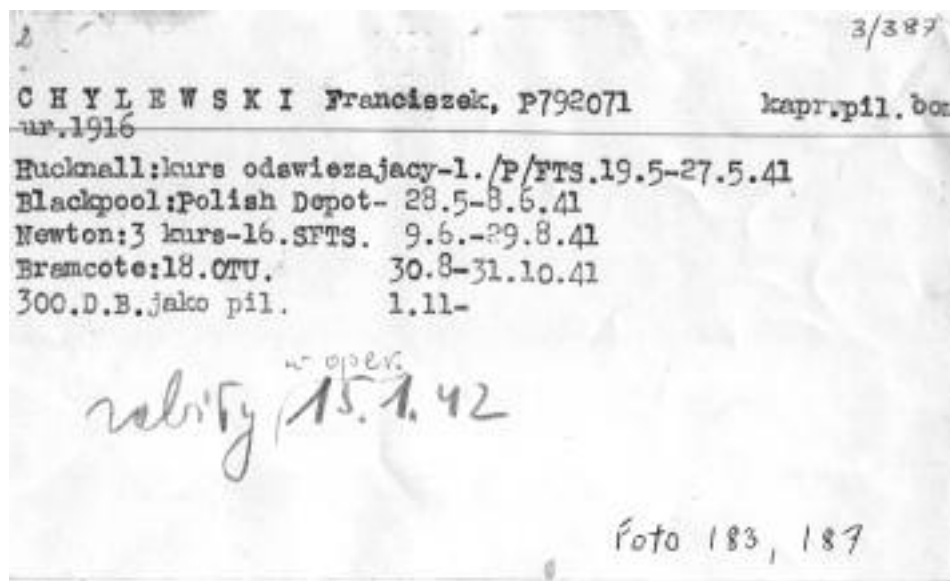 3/387
C H Y L E W S K I Franciszek, P792071 kapr.pil.bom
ur.1916
Hucknall:kurs odswiezajacy-1./P/FTS.19.5-27.5.41
Blackpool:Polish Depot- 28.5-8.6.41
Newton:3 kurs-16.SFTS. 9.6.-29.8.41
Bramcote:18.OTU. 30.8-31.10.41
300.D.B.jako pil. 1.11-
w oper.
zabity, 15.1.42
Foto 183, 187